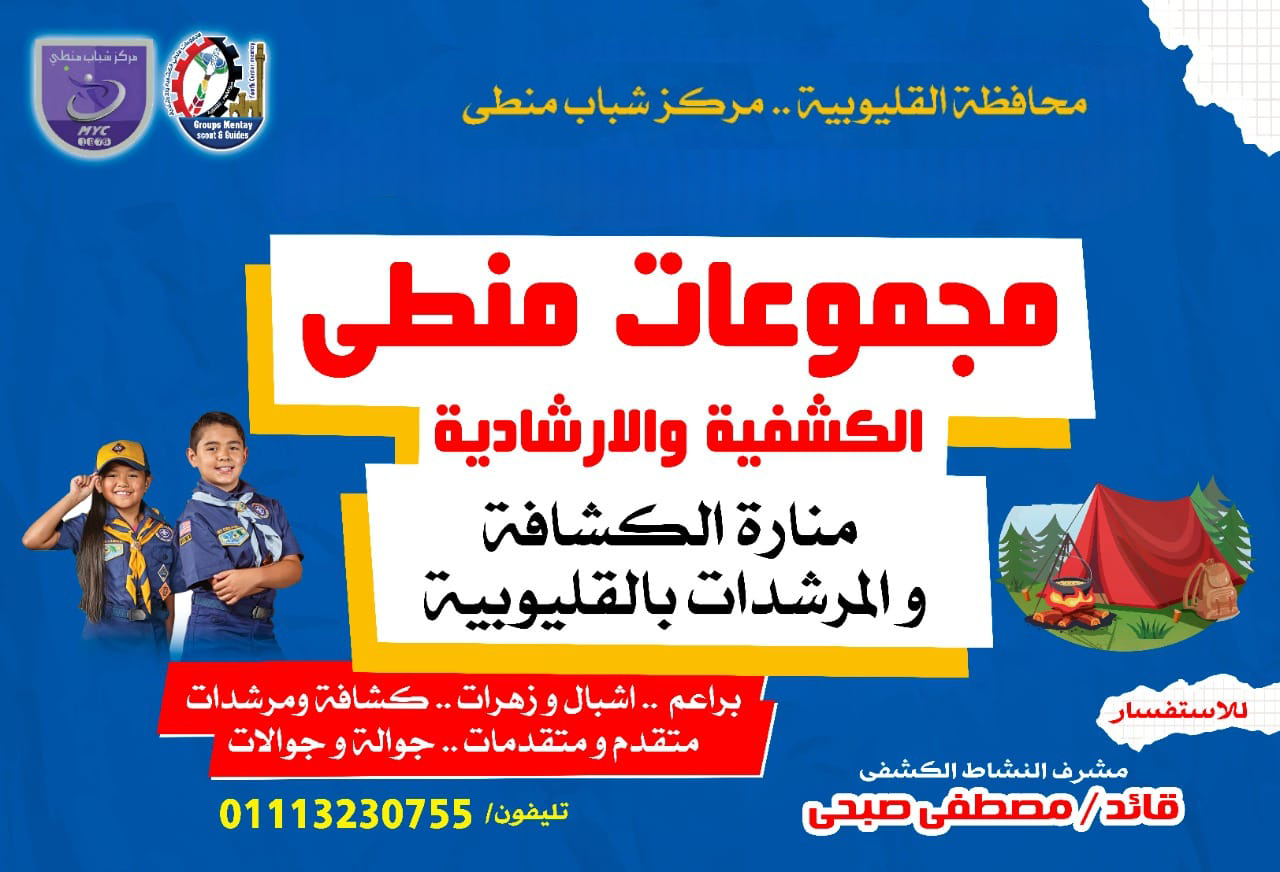 محافظة القليوبية .. مركز شباب منطى
مركز شباب منطي
MYC
1974
Groups Mentay
scout & Guides
مجموعات منطى
الكشفية والارشادية
منارة الكشافة
و المرشدات بالقليوبية
براعم .. اشبال و زهرات .. كشافة ومرشدات
متقدم و متقدمات .. جوالة و جوالات
تليفون/ 01113230755
للاستفسار
مشرف النشاط الكشفى
قائد/ مصطفى صبحى